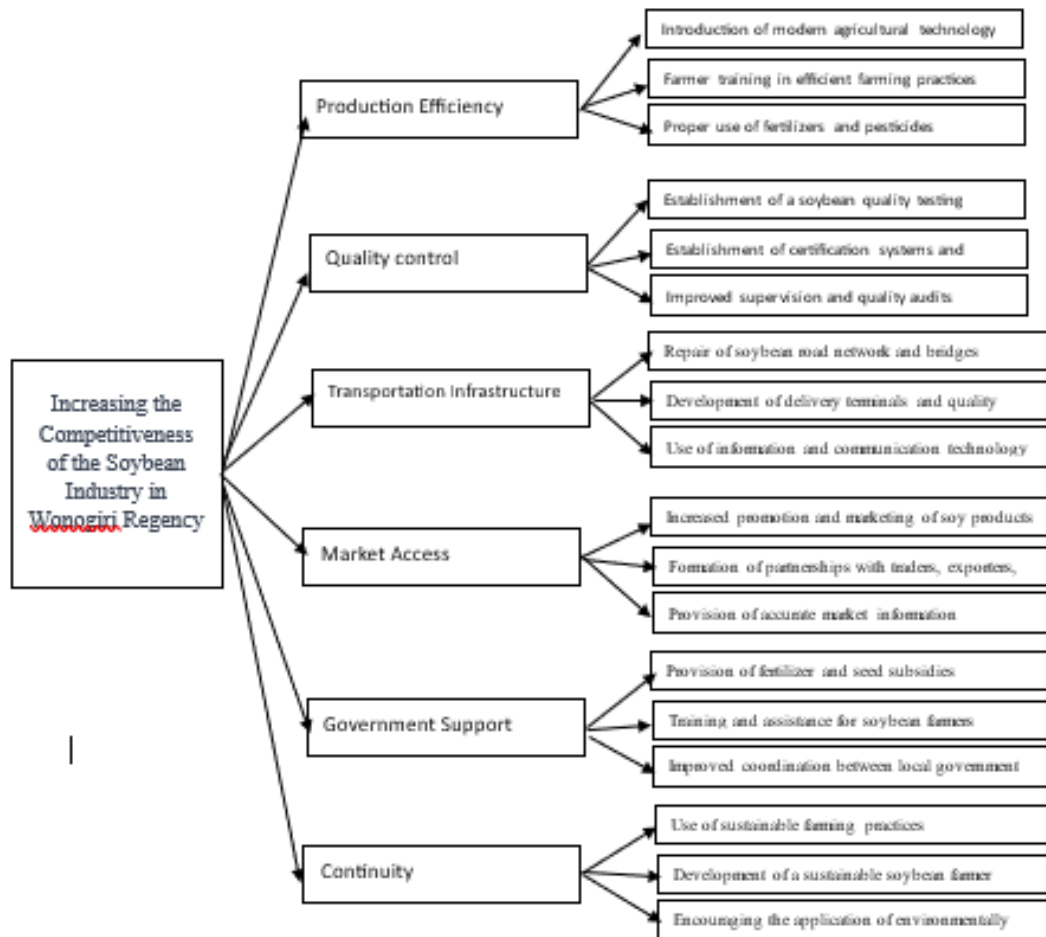 Increasing the
Competitiveness
of the Soybean
Industry in
Wonogiri Regency
Production Efficiency
Introduction of modern agricultural technology
Farmer training in efficient farming practices
Proper use of fertilizers and pesticides
Quality control
Establishment of a soybean quality testing
Establishment of certification systems and
Improved supervision and quality audits
Transportation Infrastructure
Repair of soybean road network and bridges
Development of delivery terminals and quality
Use of information and communication technology
Market Access
Increased promotion and marketing of soy products
Formation of partnerships with traders, exporters,
Provision of accurate market information
Government Support
Provision of fertilizer and seed subsidies
Training and assistance for soybean farmers
Improved coordination between local government
Continuity
Use of sustainable farming practices
Development of a sustainable soybean farmer
Encouraging the application of environmentally